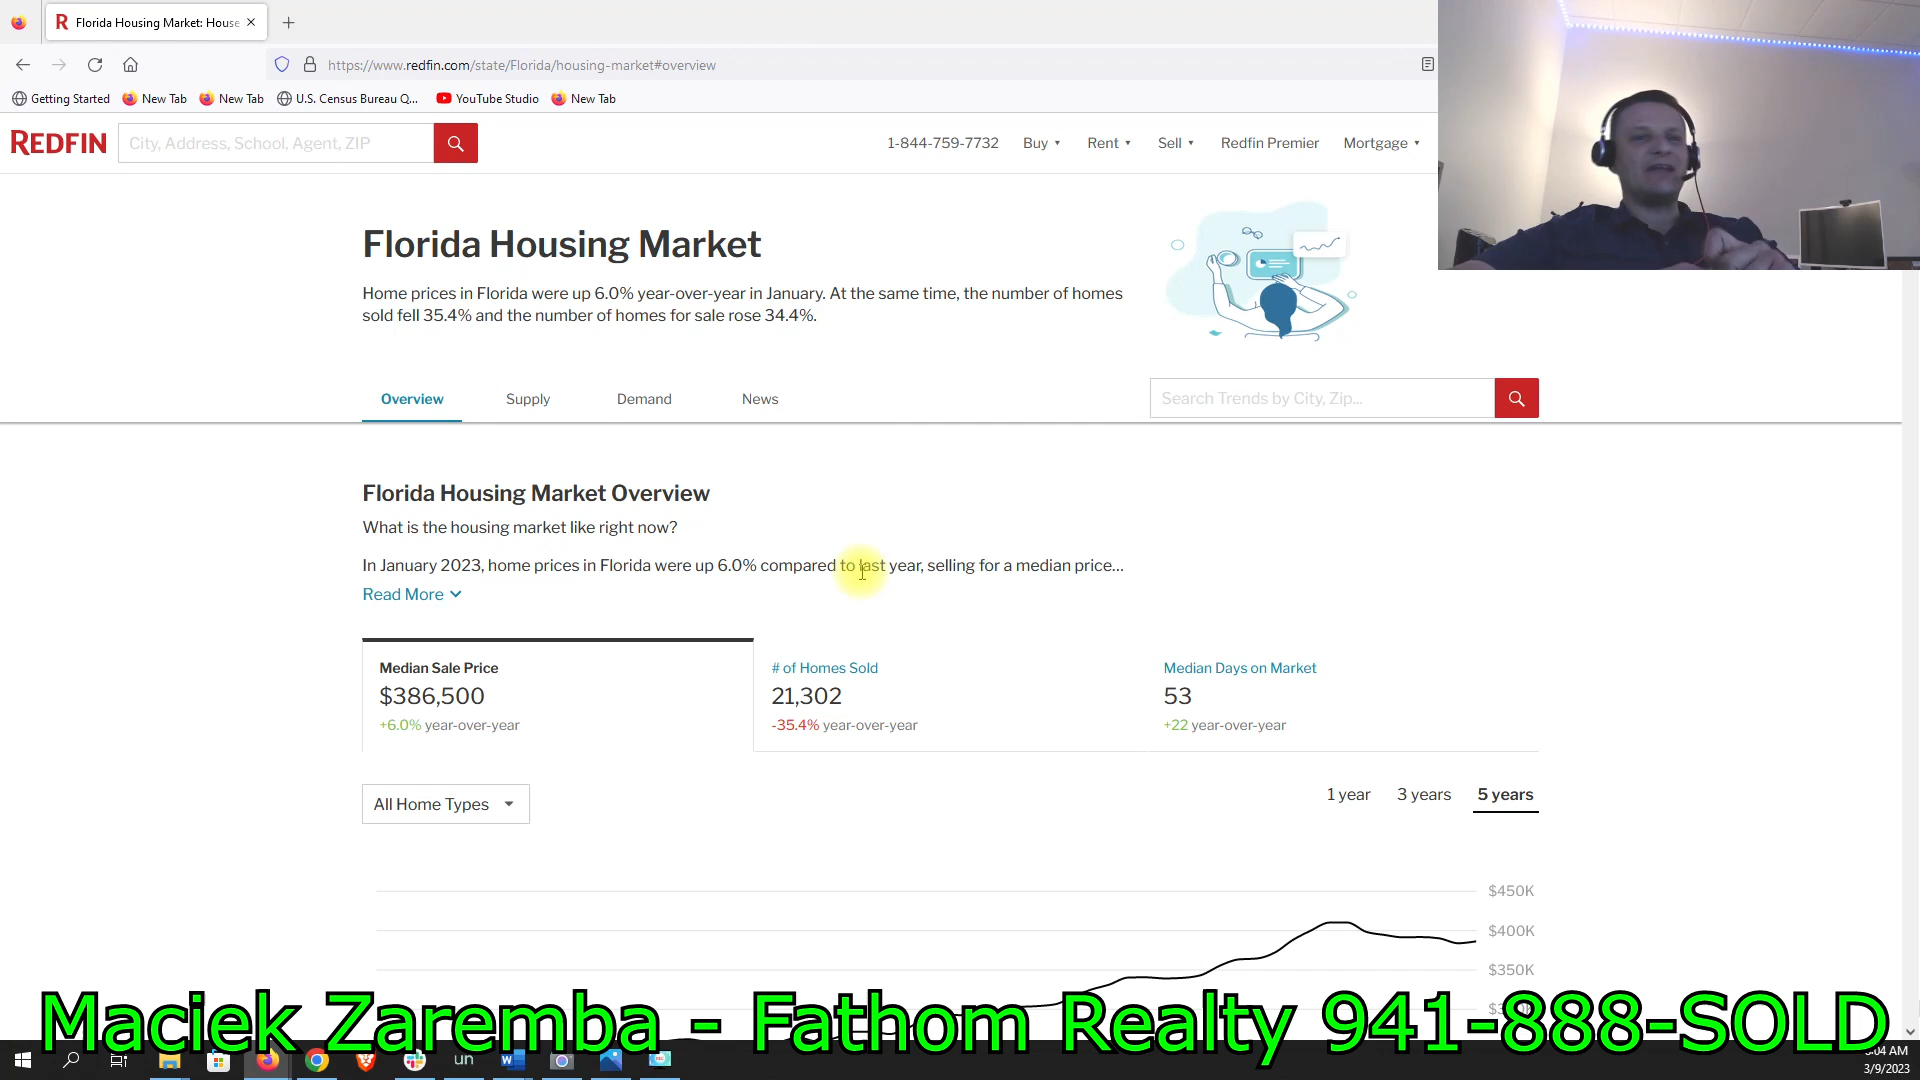 Florida Housing Market: House
https://www.redfin.com/state/Florida/housing-market#overview
Getting Started
New Tab
New Tab
U.S. Census Bureau Q...
YouTube Studio
New Tab
REDFIN
City, Address, School, Agent, ZIP
1-844-759-7732
Buy
Rent
Sell
Redfin Premier
Mortgage
Florida Housing Market
Home prices in Florida were up 6.0% year-over-year in January. At the same time, the number of homes
sold fell 35.4% and the number of homes for sale rose 34.4%.
Overview
Supply
Demand
News
Search Trends by City, Zip...
Florida Housing Market Overview
What is the housing market like right now?
In January 2023, home prices in Florida were up 6.0% compared to last year, selling for a median price...
Read More
Median Sale Price
$386,500
+6.0% year-over-year
# of Homes Sold
21,302
-35.4% year-over-year
Median Days on Market
53
+22 year-over-year
All Home Types
1 year
3 years
5 years
$450K
$400K
$350K
Maciek Zaremba - Fathom Realty 941-888-SOLD
un
3/9/2023